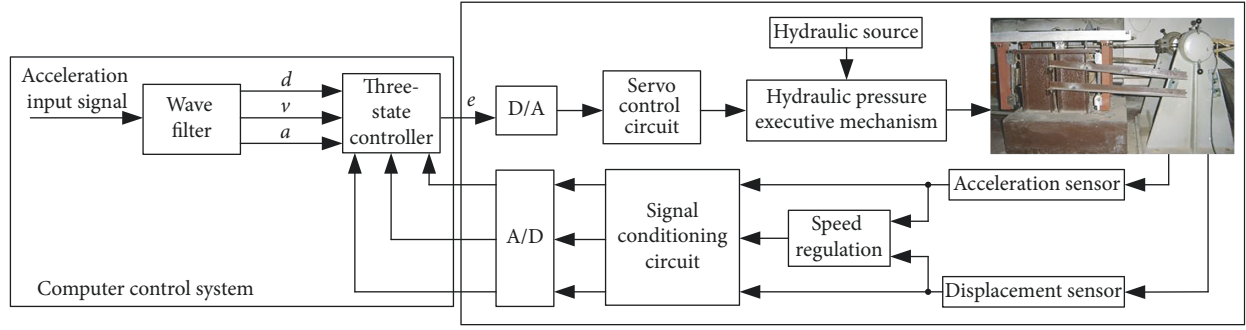 Acceleration
input signal
Wave
filter
d
v
a
Three-
state
controller
e
D/A
Servo
control
circuit
Hydraulic source
Hydraulic pressure
executive mechanism
Acceleration sensor
Speed
regulation
Displacement sensor
Signal
conditioning
circuit
A/D
Computer control system